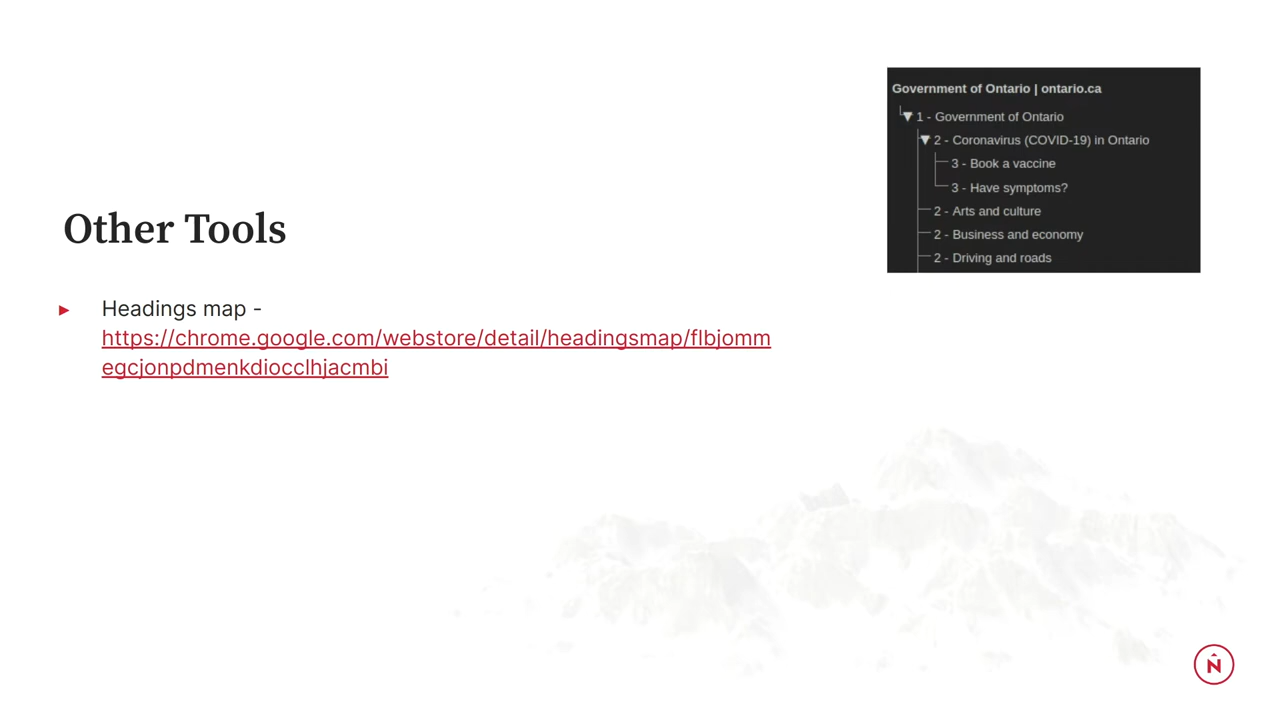 Government of Ontario | ontario.ca
1 - Government of Ontario
2 - Coronavirus (COVID-19) in Ontario
3 - Book a vaccine
3 - Have symptoms?
2 - Arts and culture
2 - Business and economy
2 - Driving and roads
Other Tools
Headings map -
https://chrome.google.com/webstore/detail/headingsmap/flbjomm
egcjonpdmenkdiocclhjacmbi
N